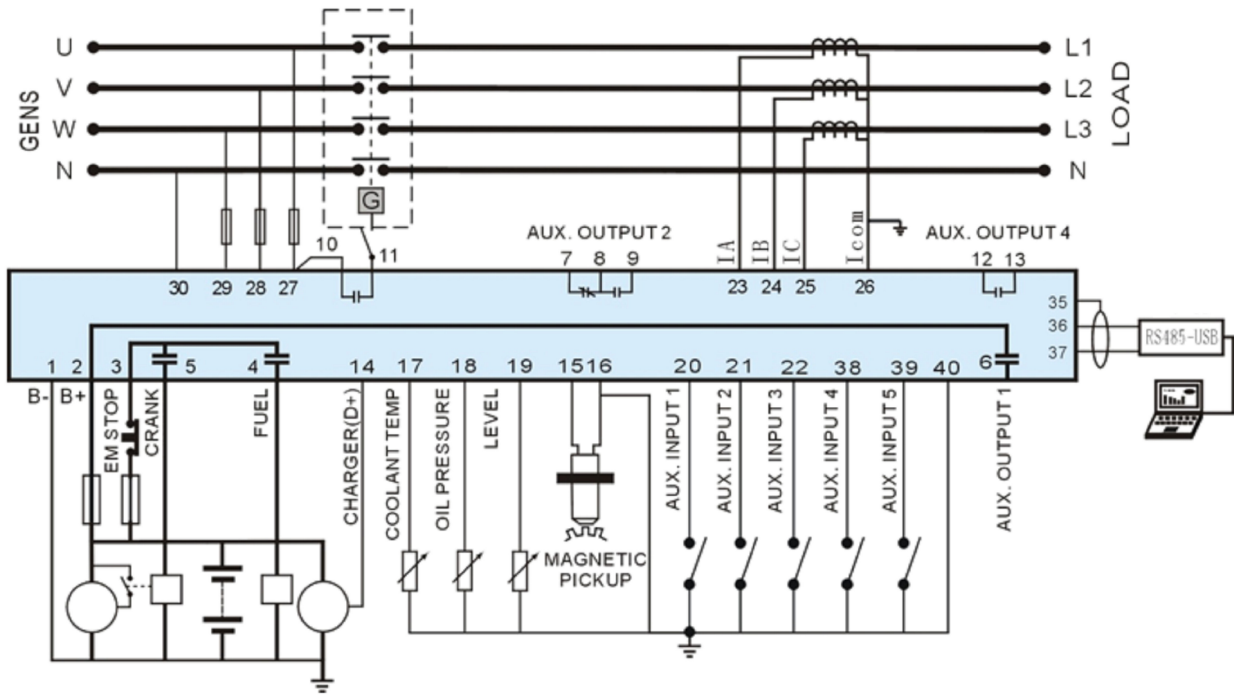 GENS
U
V
W
N
G
L1
L2
L3
N
LOAD
10
11
AUX. OUTPUT 2
7 8 9
IA
IB
IC
Icom
AUX. OUTPUT 4
12 13
30 29 28 27
23 24 25 26
35
36
37
RS485-USB
1 2 3 5 4 14 17 18 19 15 16 20 21 22 38 39 40 6
B- B+
EM STOP
CRANK
FUEL
CHARGER(D+)
COOLANT TEMP
OIL PRESSURE
LEVEL
MAGNETIC
PICKUP
AUX. INPUT 1
AUX. INPUT 2
AUX. INPUT 3
AUX. INPUT 4
AUX. INPUT 5
AUX. OUTPUT 1